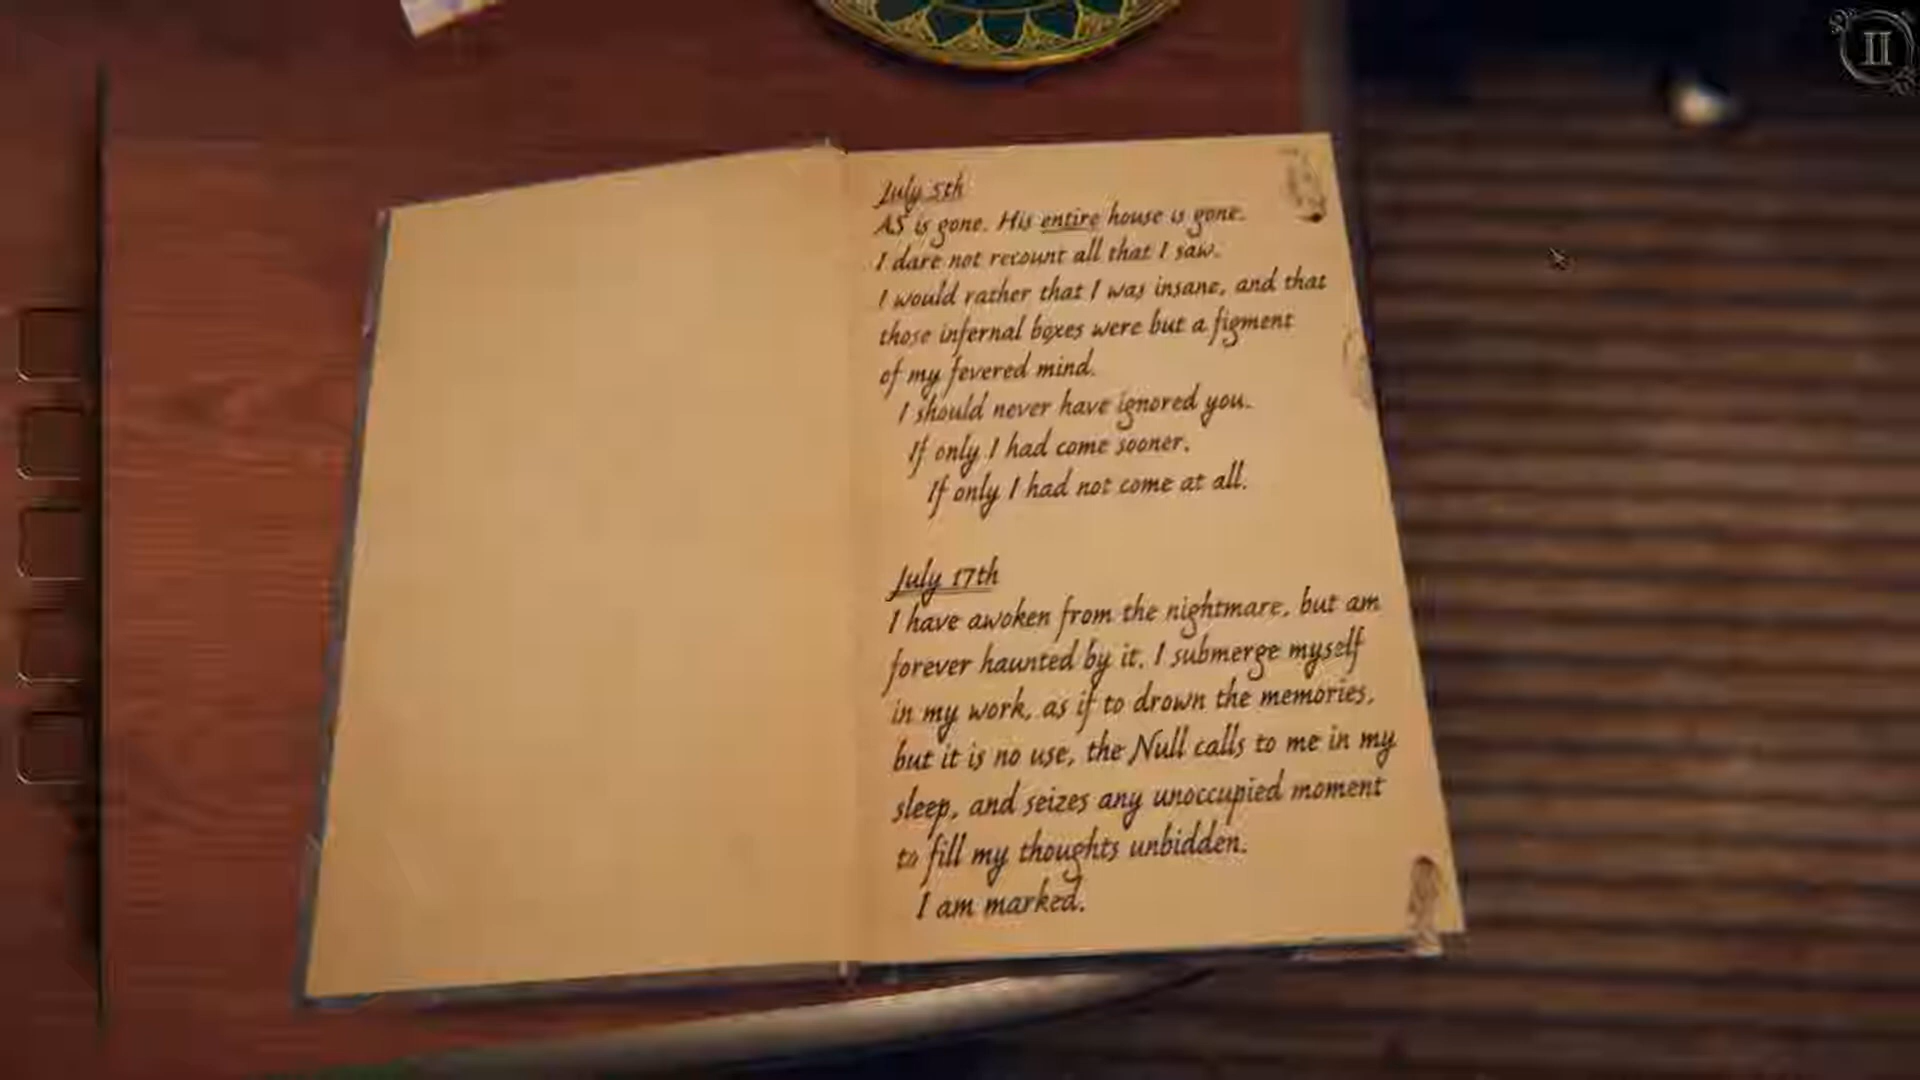 II
July 5th
AS is gone. His entire house is gone.
I dare not recount all that I saw.
I would rather that I was insane, and that
those infernal boxes were but a figment
of my fevered mind.
I should never have ignored you.
If only I had come sooner.
If only I had not come at all.
July 17th
I have awoken from the nightmare, but am
forever haunted by it. I submerge myself
in my work, as if to drown the memories,
but it is no use, the Null calls to me in my
sleep, and seizes any unoccupied moment
to fill my thoughts unbidden.
I am marked.